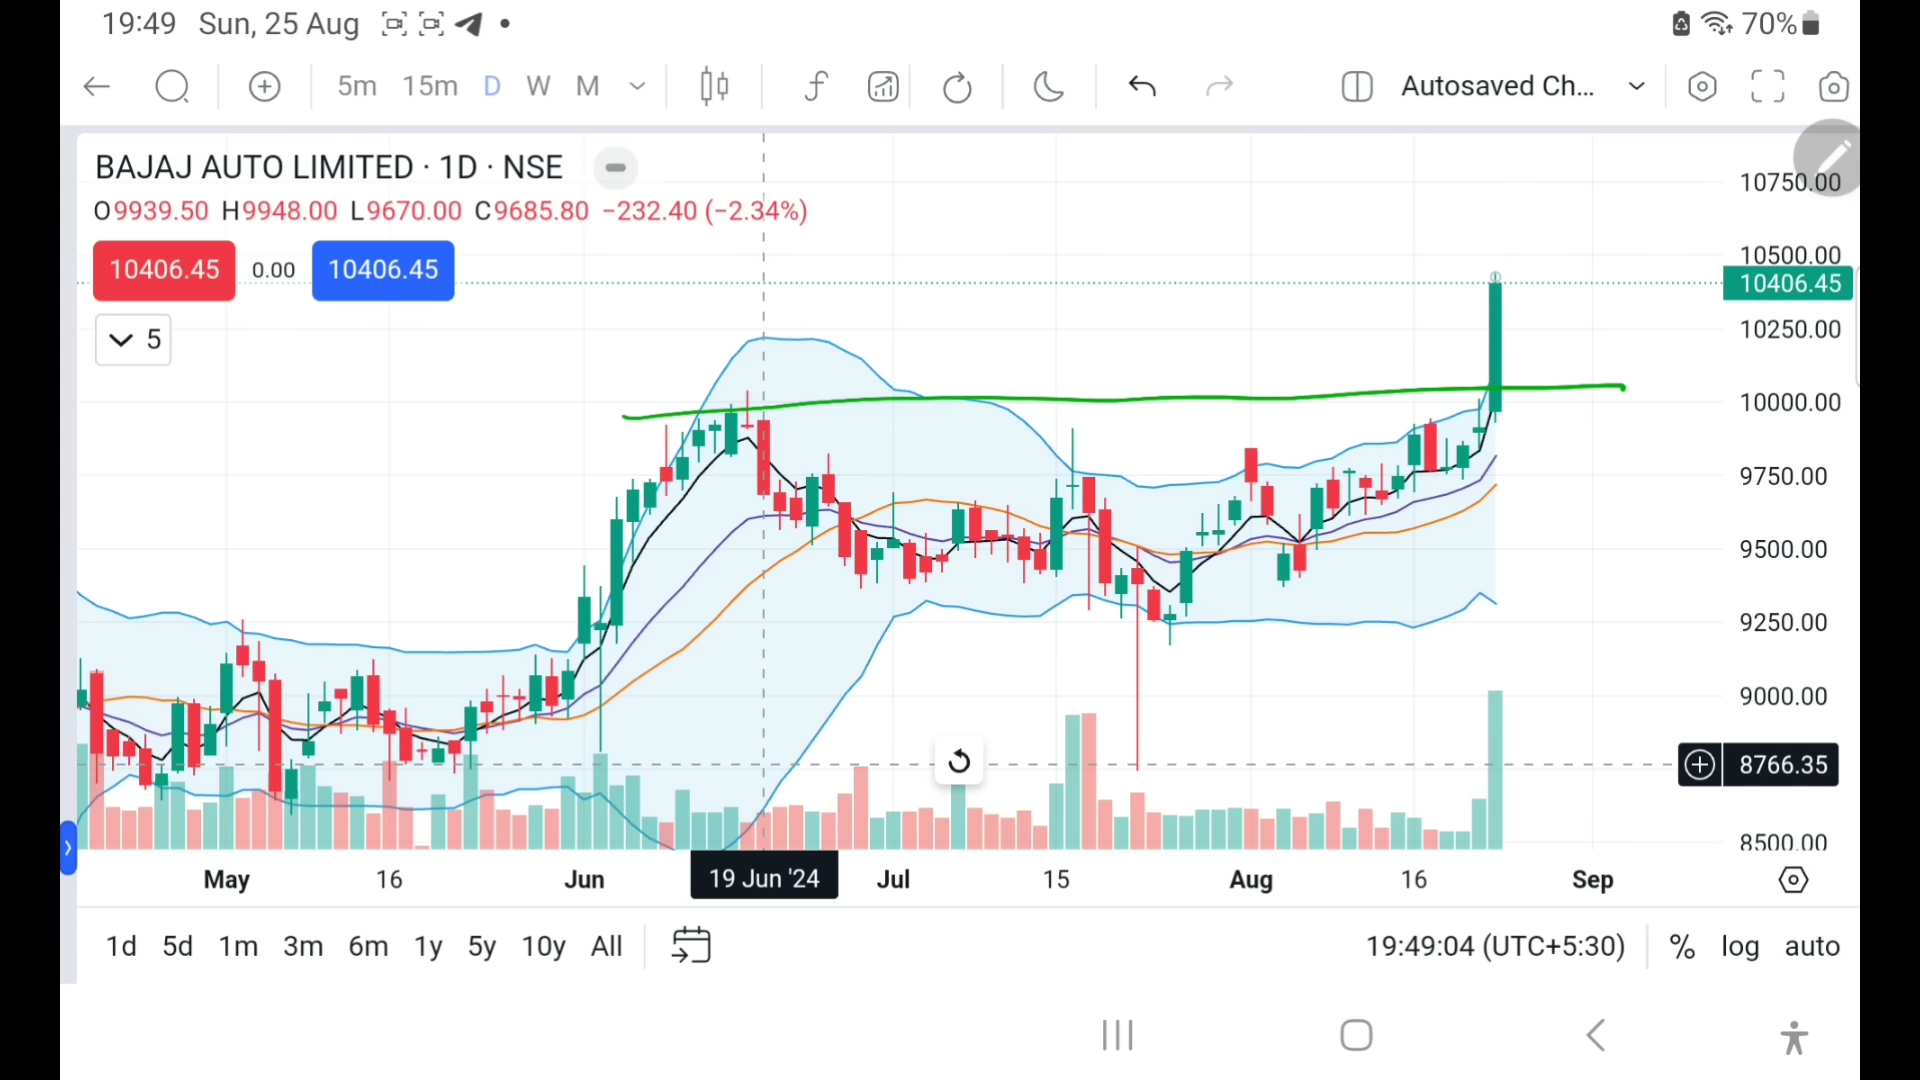 19:49 Sun, 25 Aug 70%
5m 15m D W M Autosaved Ch...
BAJAJ AUTO LIMITED · 1D · NSE
O9939.50 H9948.00 L9670.00 C9685.80 −232.40 (−2.34%)
10406.45 0.00 10406.45
5
10750.00
10500.00
10406.45
10250.00
10000.00
9750.00
9500.00
9250.00
9000.00
8766.35
8500.00
May 16 Jun 19 Jun '24 Jul 15 Aug 16 Sep
1d 5d 1m 3m 6m 1y 5y 10y All 19:49:04 (UTC+5:30) % log auto